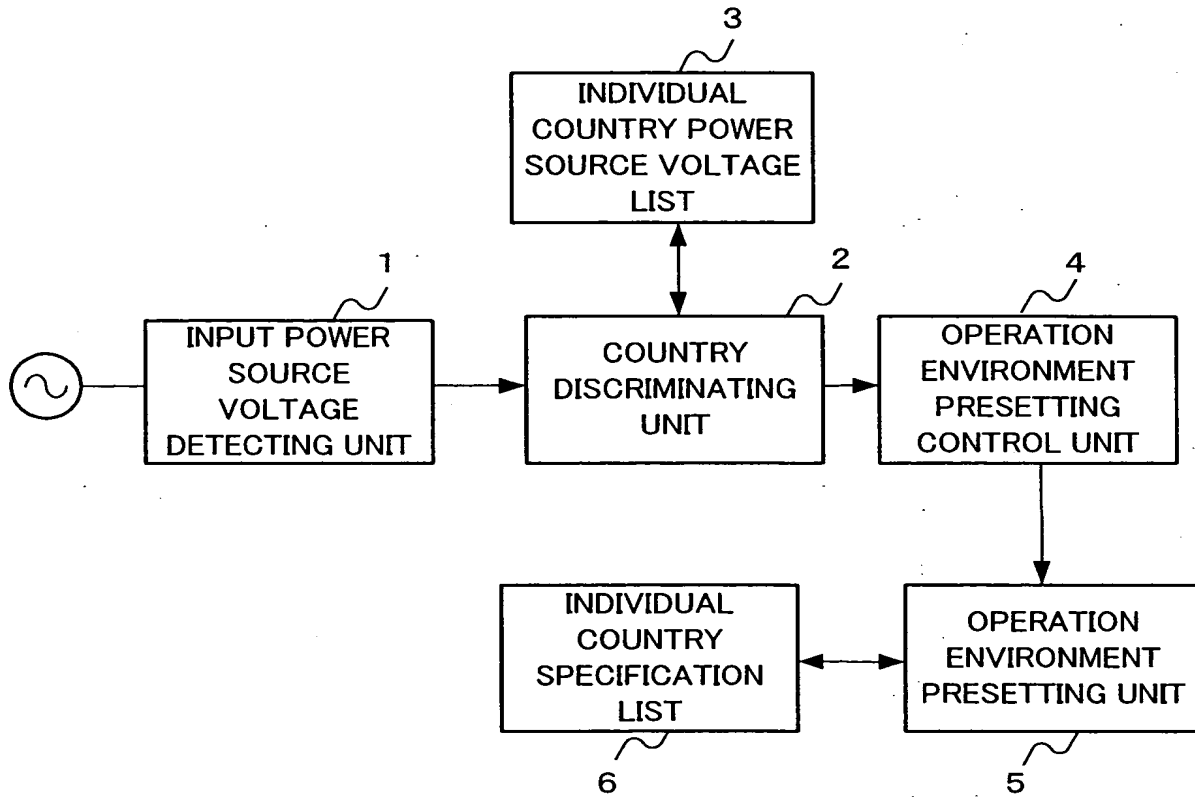 3
INDIVIDUAL
COUNTRY POWER
SOURCE VOLTAGE
LIST
1
INPUT POWER
SOURCE
VOLTAGE
DETECTING UNIT
2
COUNTRY
DISCRIMINATING
UNIT
4
OPERATION
ENVIRONMENT
PRESETTING
CONTROL UNIT
INDIVIDUAL
COUNTRY
SPECIFICATION
LIST
6
OPERATION
ENVIRONMENT
PRESETTING UNIT
5